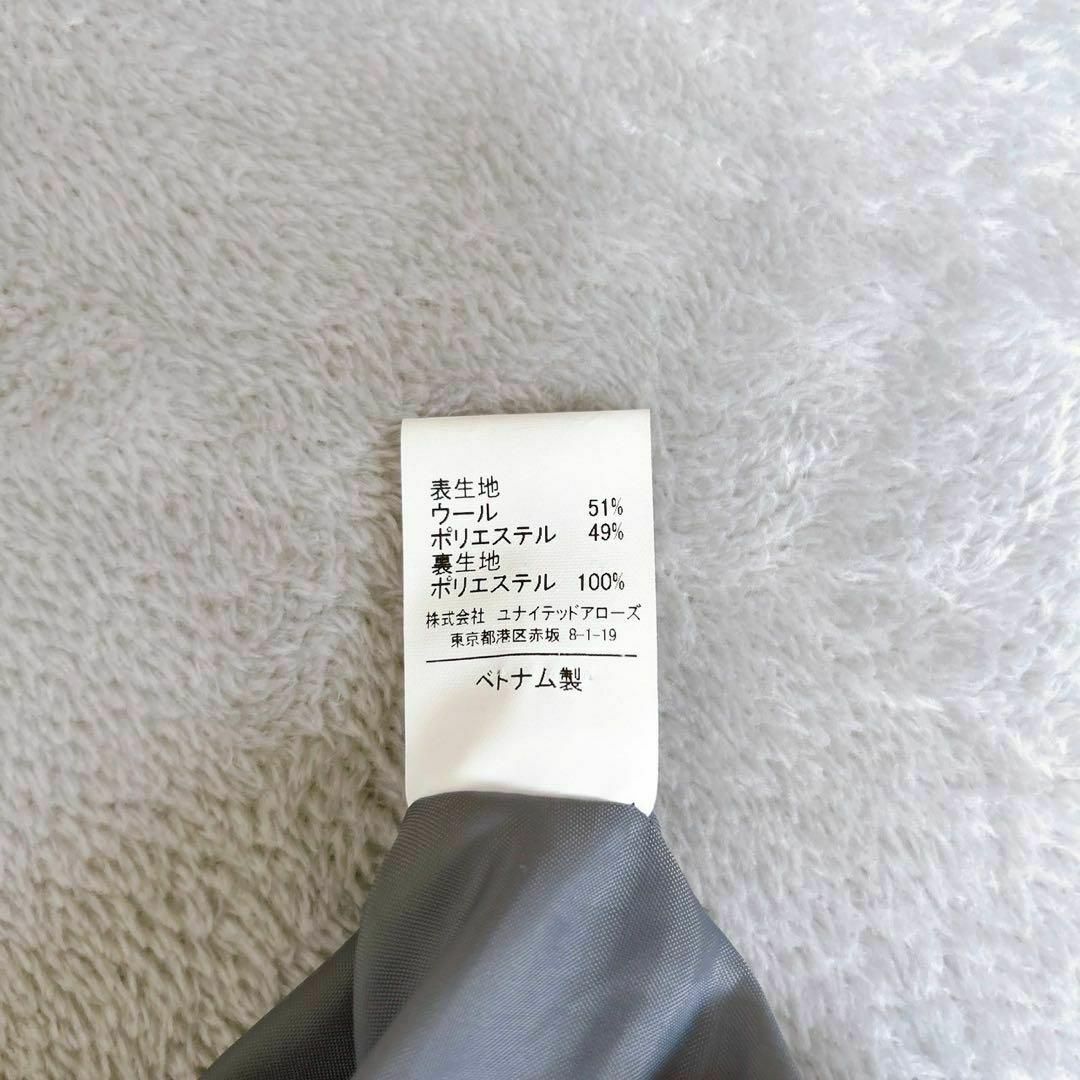 表生地
ウール 51%
ポリエステル 49%
裏生地
ポリエステル 100%
株式会社 ユナイテッドアローズ
東京都港区赤坂 8-1-19
ベトナム製